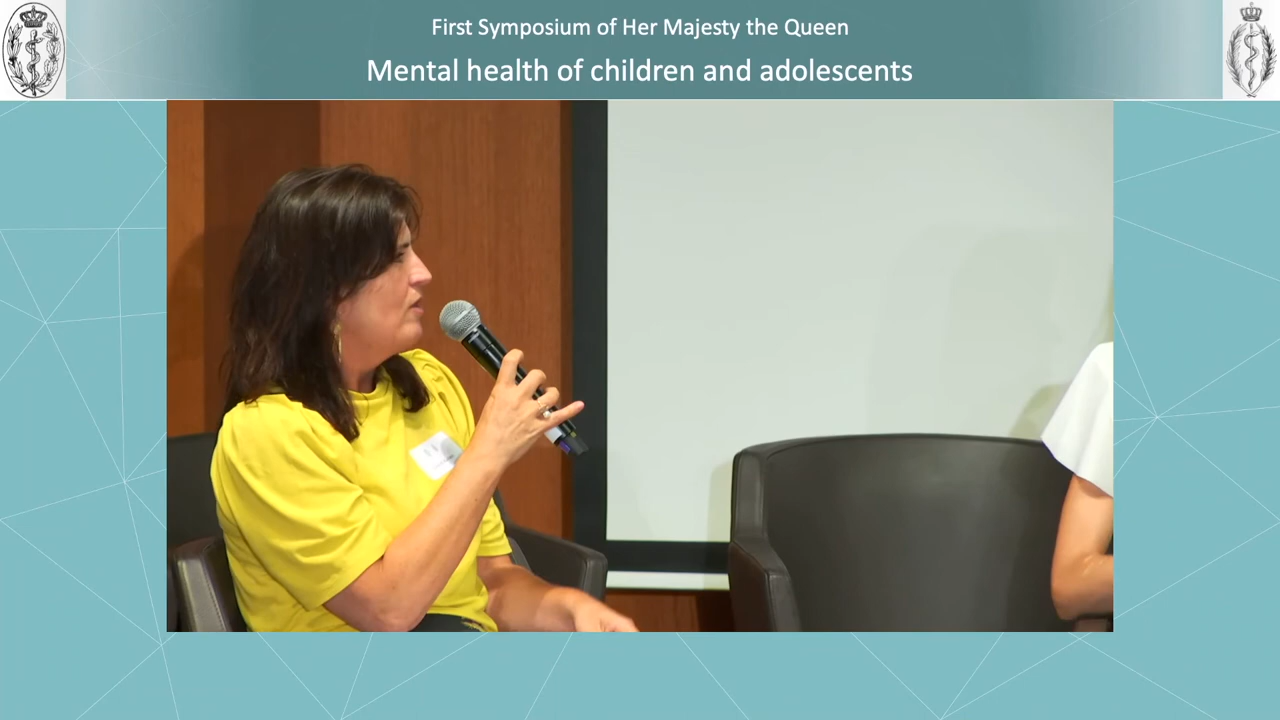 First Symposium of Her Majesty the Queen
Mental health of children and adolescents